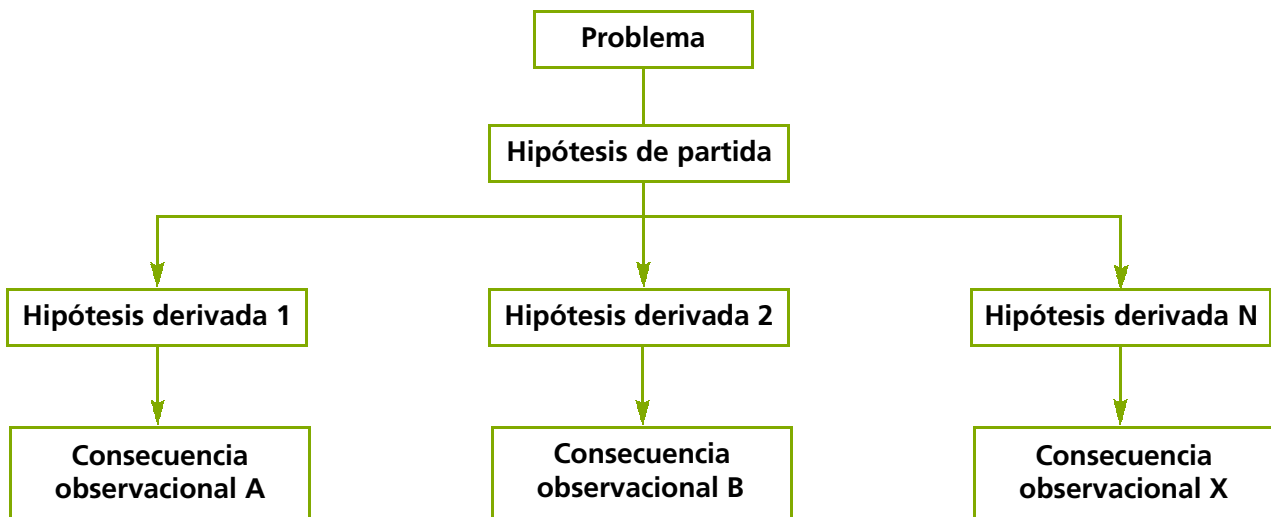 Problema
Hipótesis de partida
Hipótesis derivada 1
Hipótesis derivada 2
Hipótesis derivada N
Consecuencia
observacional A
Consecuencia
observacional B
Consecuencia
observacional X